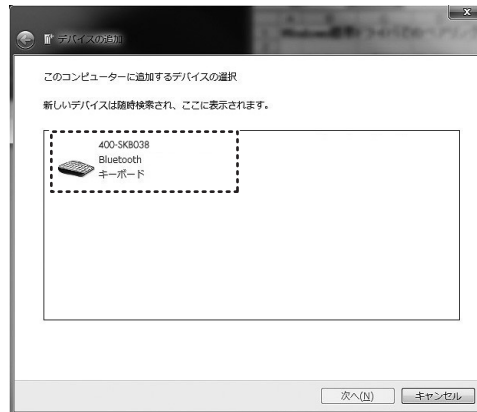 デバイスの追加
このコンピューターに追加するデバイスの選択
新しいデバイスは随時検索され、ここに表示されます。
400-SKB038
Bluetooth
キーボード
次へ(N)
キャンセル